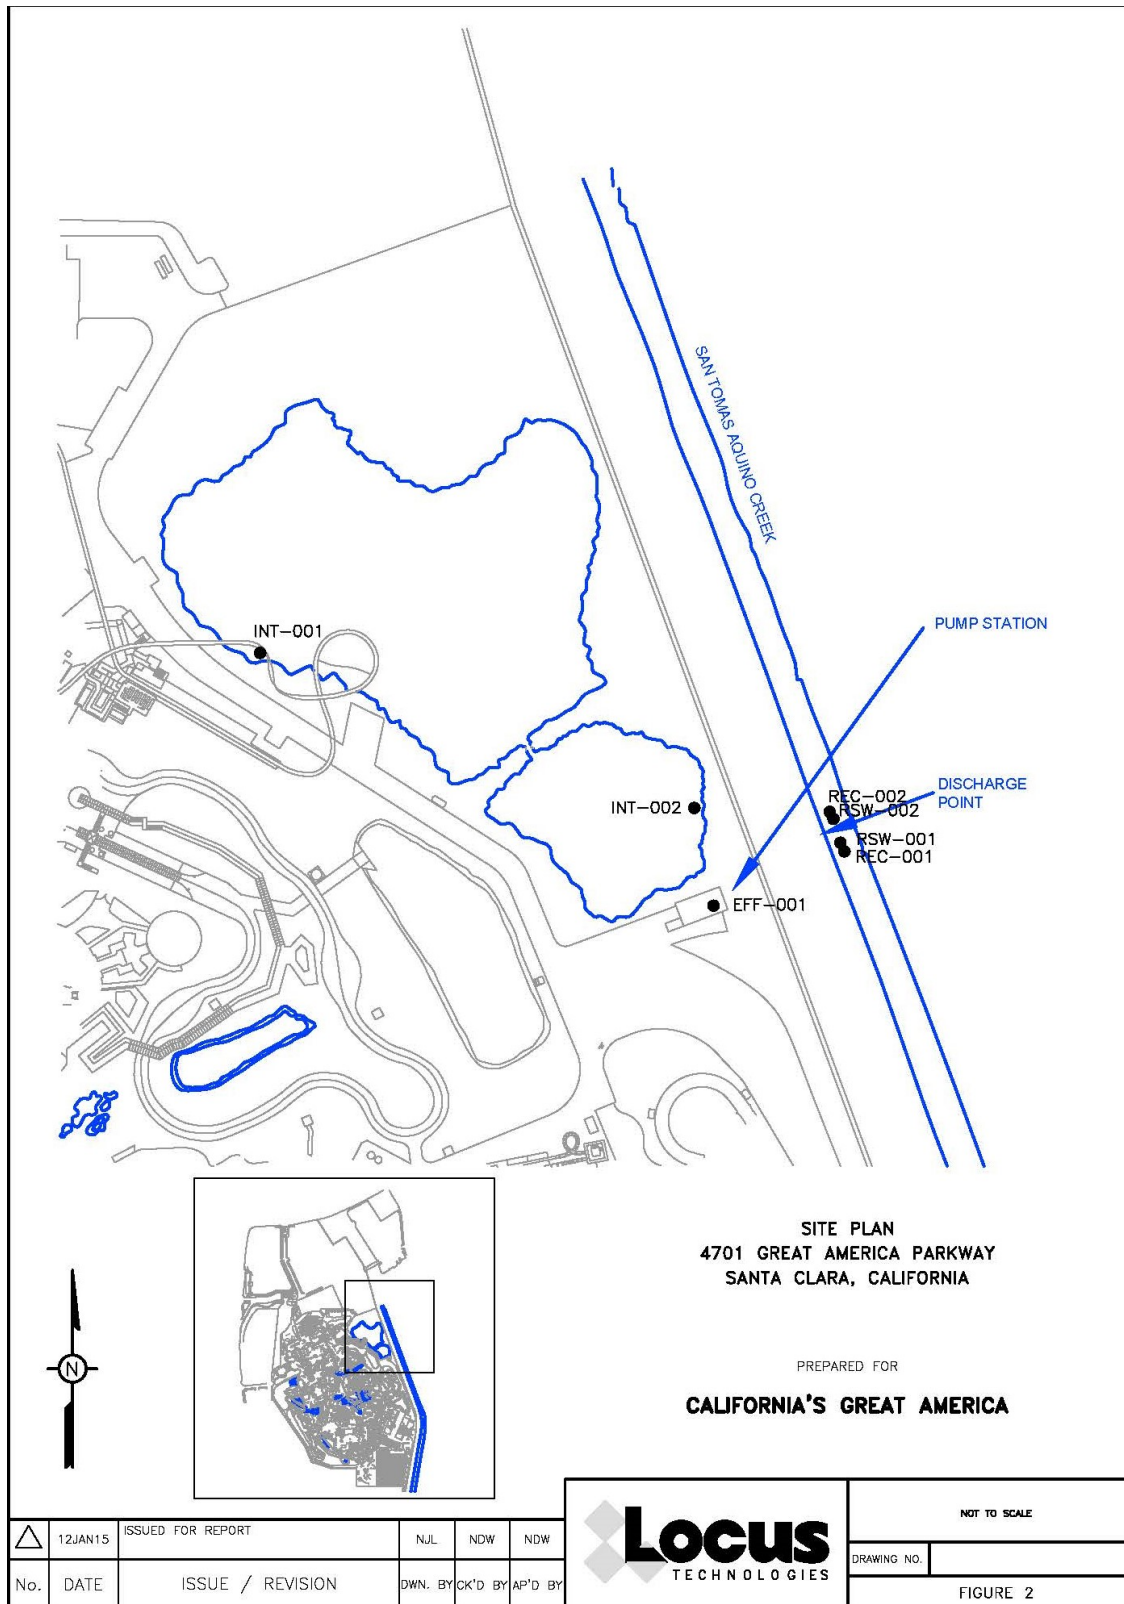 SAN TOMAS AQUINO CREEK
INT-001
PUMP STATION
DISCHARGE
POINT
REC-002
RSW-002
INT-002
RSW-001
REC-001
EFF-001
SITE PLAN
4701 GREAT AMERICA PARKWAY
SANTA CLARA, CALIFORNIA
N
PREPARED FOR
CALIFORNIA'S GREAT AMERICA
12JAN15 ISSUED FOR REPORT NJL NDW NDW
No. DATE ISSUE / REVISION DWN. BY CK'D BY AP'D BY
Locus
TECHNOLOGIES
NOT TO SCALE
DRAWING NO.
FIGURE 2